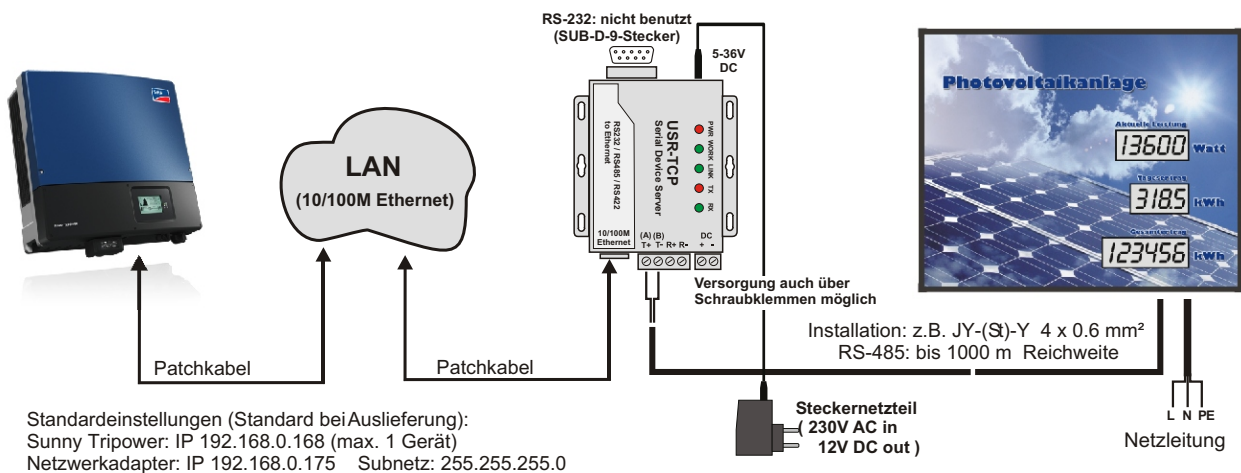 RS-232: nicht benutzt
(SUB-D-9-Stecker)
5-36V
DC
LAN
(10/100M Ethernet)
RS232 / RS485 / RS422
to Ethernet
USR-TCP
Serial Device Server
PWR WORK LINK TX RX
10/100M
Ethernet
(A) (B)
T+ T- R+ R-
DC
+ -
Versorgung auch über
Schraubklemmen möglich
Photovoltaikanlage
Aktuelle Leistung
13600 Watt
Tagesertrag
318.5 kWh
Gesamtertrag
123456 kWh
Installation: z.B. JY-(St)-Y 4 x 0.6 mm²
RS-485: bis 1000 m Reichweite
Patchkabel
Patchkabel
Steckernetzteil
( 230V AC in
12V DC out )
L N PE
Netzleitung
Standardeinstellungen (Standard bei Auslieferung):
Sunny Tripower: IP 192.168.0.168 (max. 1 Gerät)
Netzwerkadapter: IP 192.168.0.175 Subnetz: 255.255.255.0